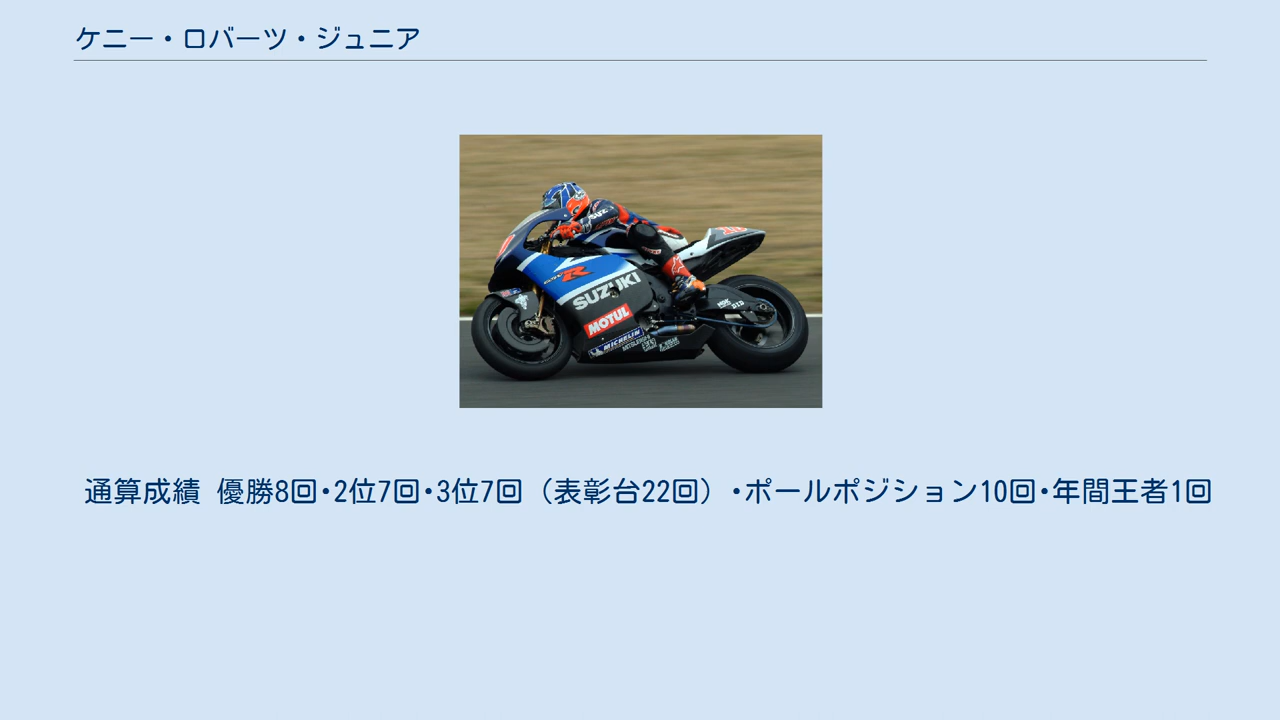 ケニー・ロバーツ・ジュニア
SUZ
R
SUZUKI
MOTUL
MICHELIN
通算成績 優勝8回･2位7回･3位7回（表彰台22回）･ポールポジション10回･年間王者1回